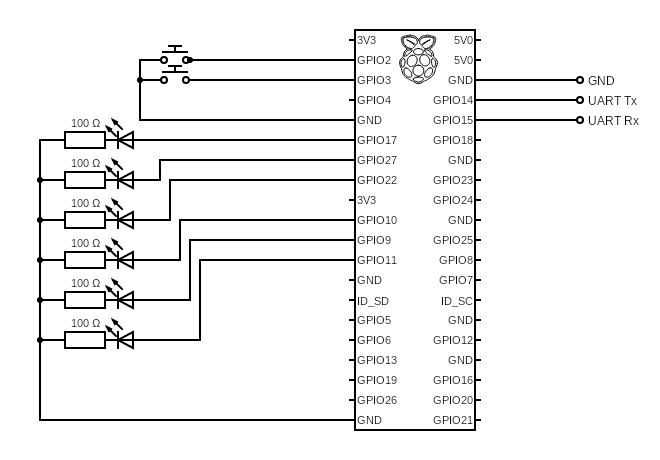 3V3 5V0
GPIO2 5V0
GPIO3 GND GND
GPIO4 GPIO14 UART Tx
GND GPIO15 UART Rx
100 Ω GPIO17 GPIO18
100 Ω GPIO27 GND
GPIO22 GPIO23
100 Ω 3V3 GPIO24
GPIO10 GND
100 Ω GPIO9 GPIO25
GPIO11 GPIO8
100 Ω GND GPIO7
ID_SD ID_SC
100 Ω GPIO5 GND
GPIO6 GPIO12
GPIO13 GND
GPIO19 GPIO16
GPIO26 GPIO20
GND GPIO21